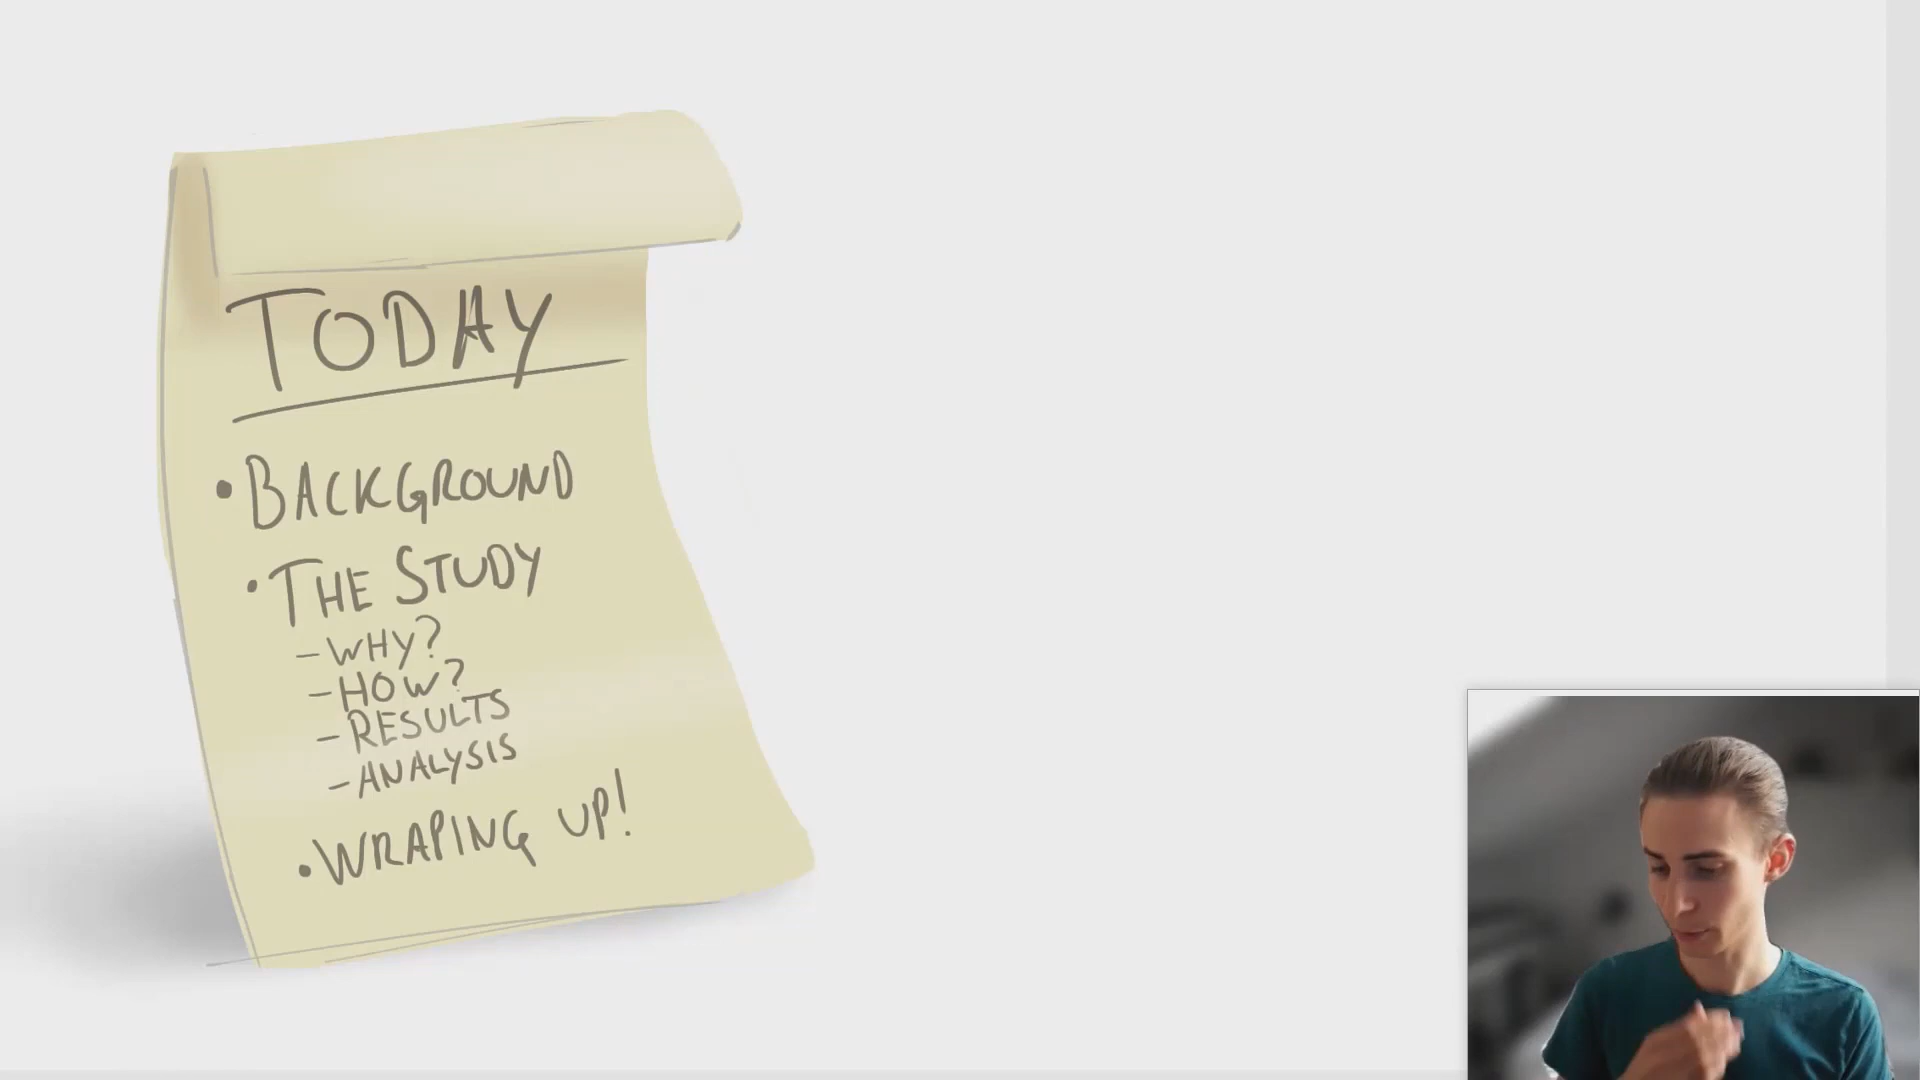 TODAY
• BACKGROUND
• THE STUDY
- WHY?
- HOW?
- RESULTS
- ANALYSIS
• WRAPING UP!